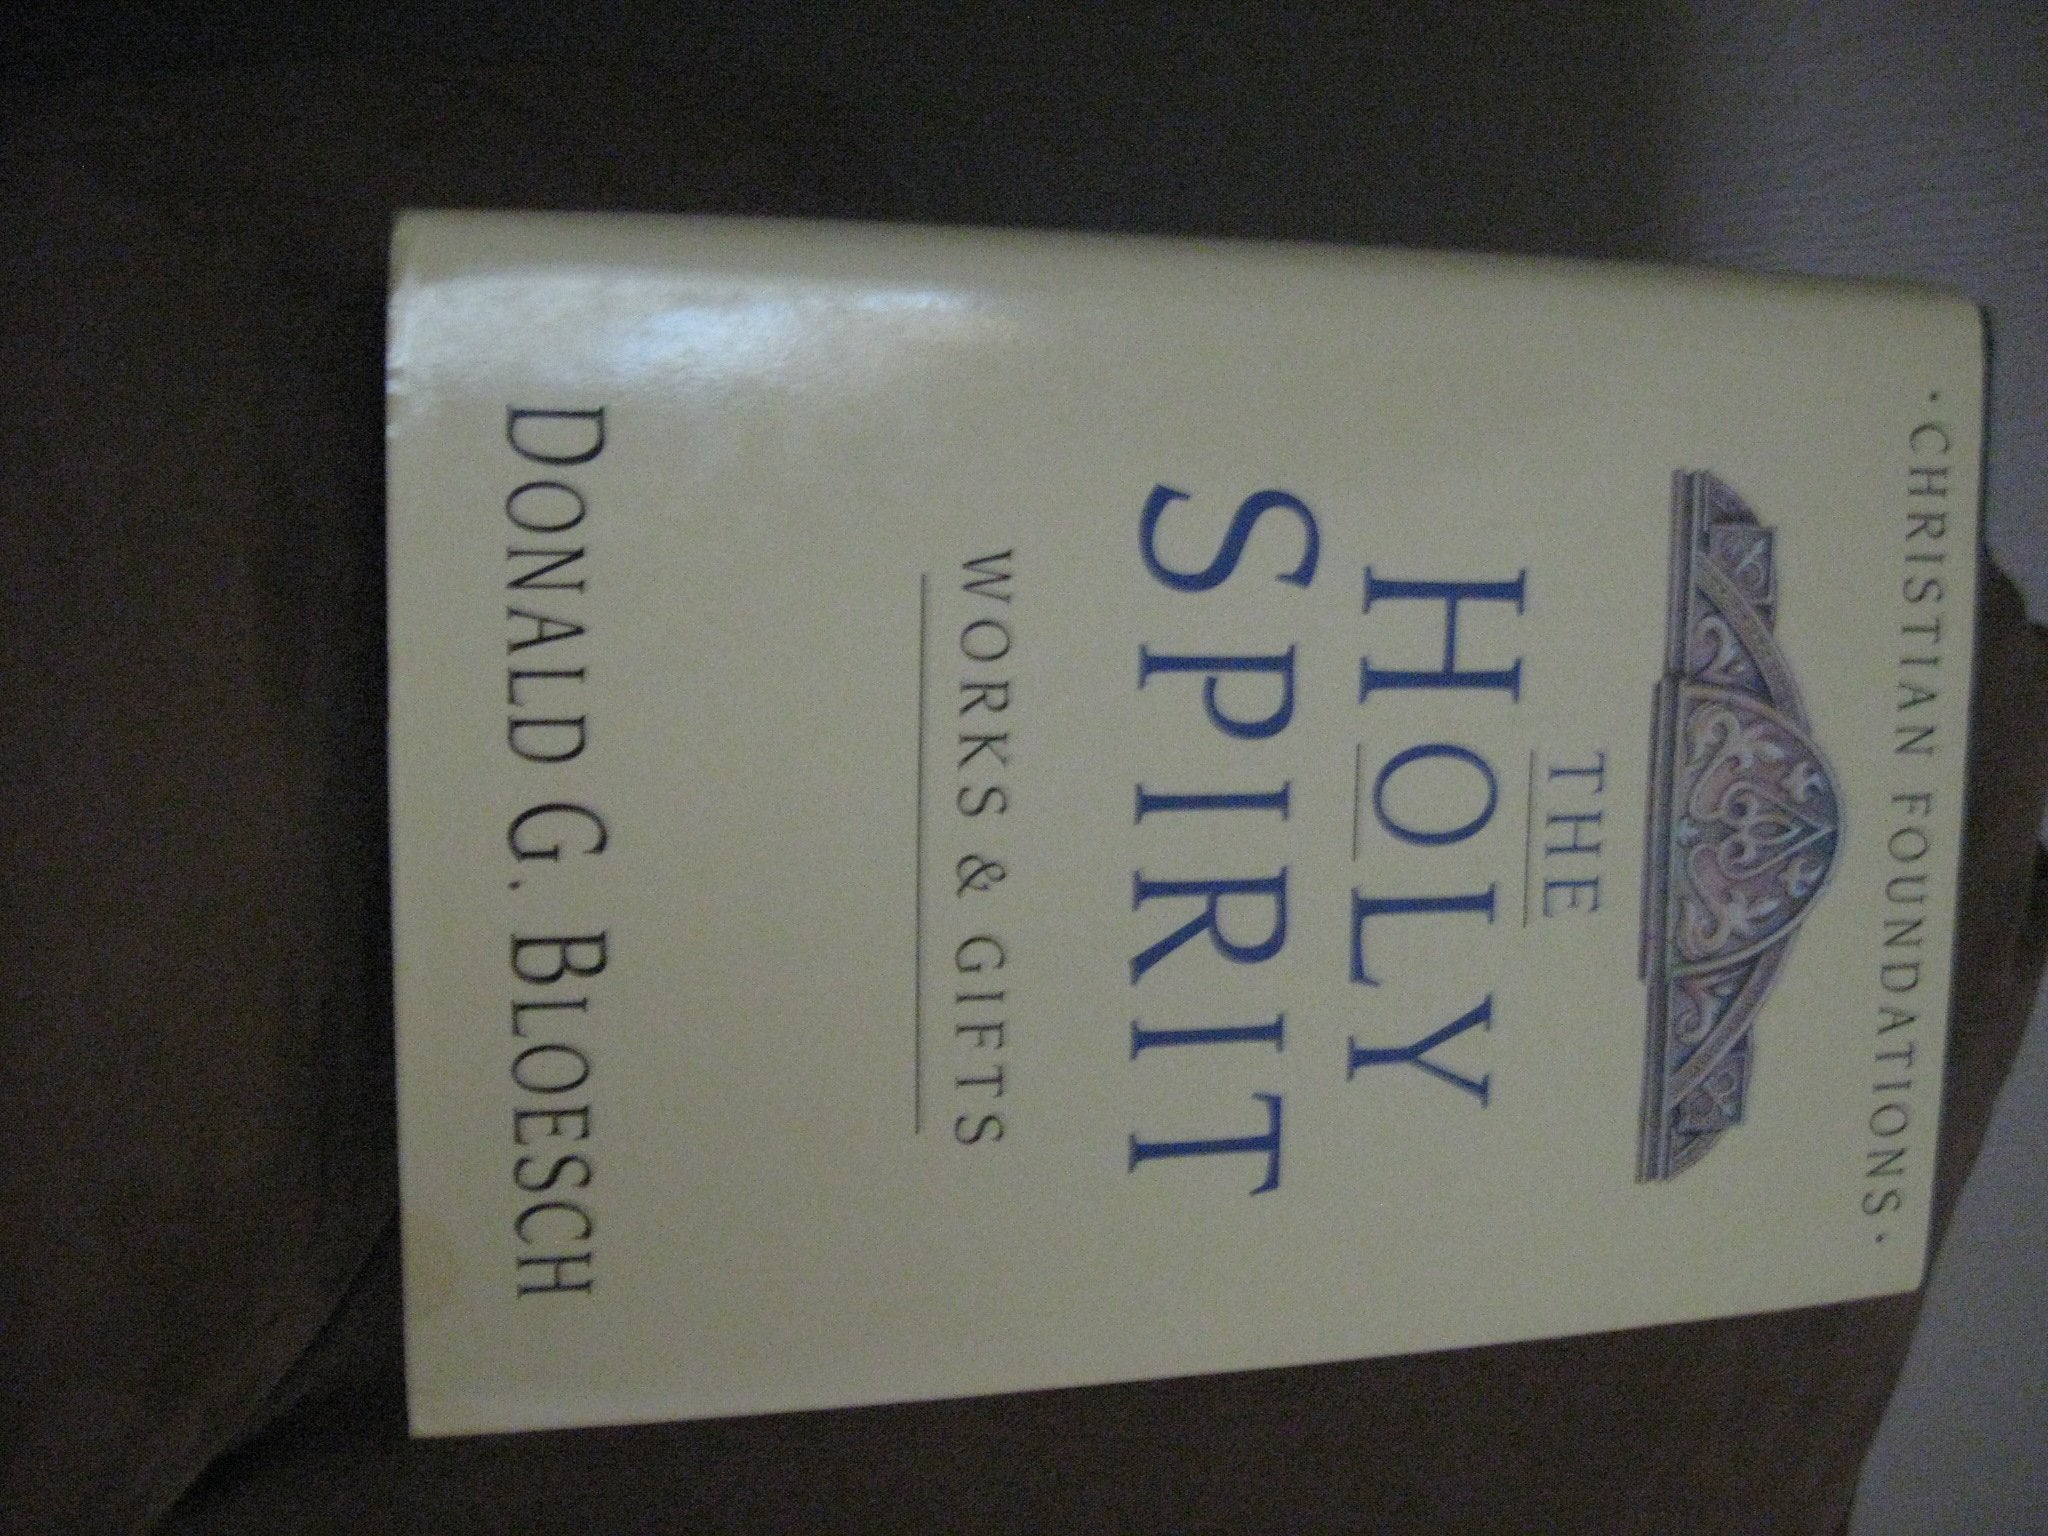 · CHRISTIAN FOUNDATIONS ·
THE
HOLY
SPIRIT
WORKS & GIFTS
DONALD G. BLOESCH